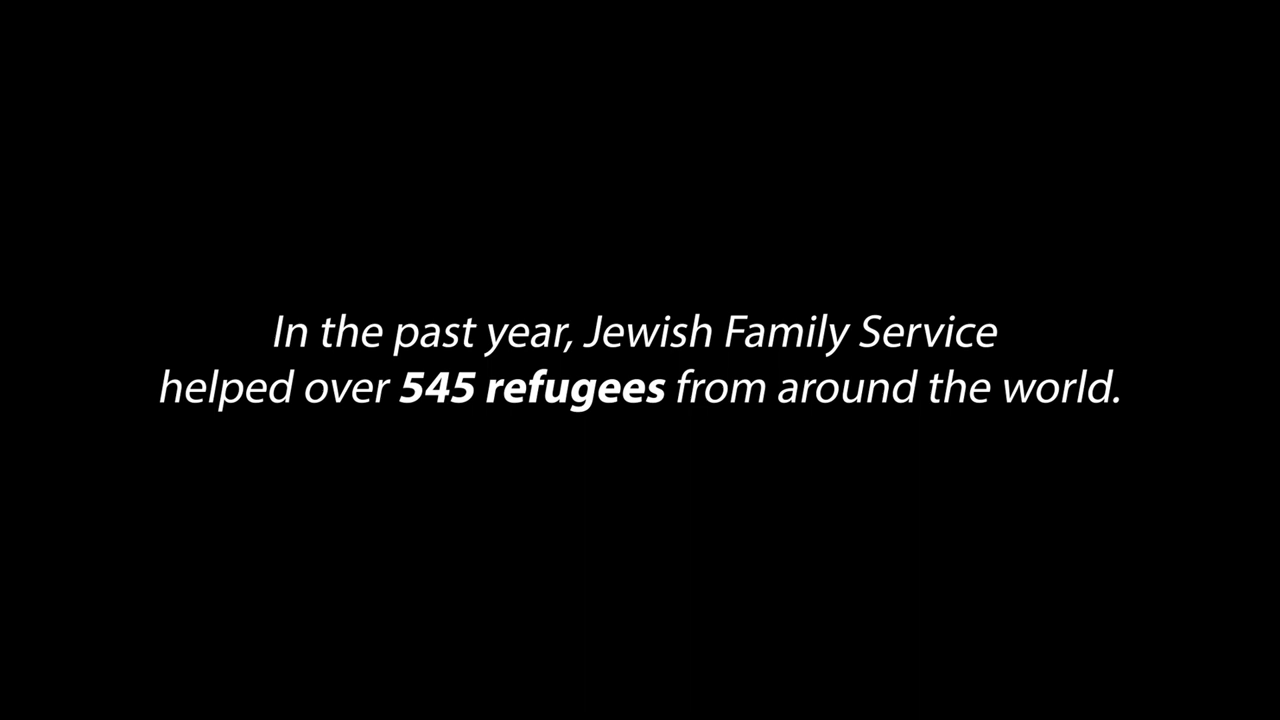 In the past year, Jewish Family Service
helped over 545 refugees from around the world.